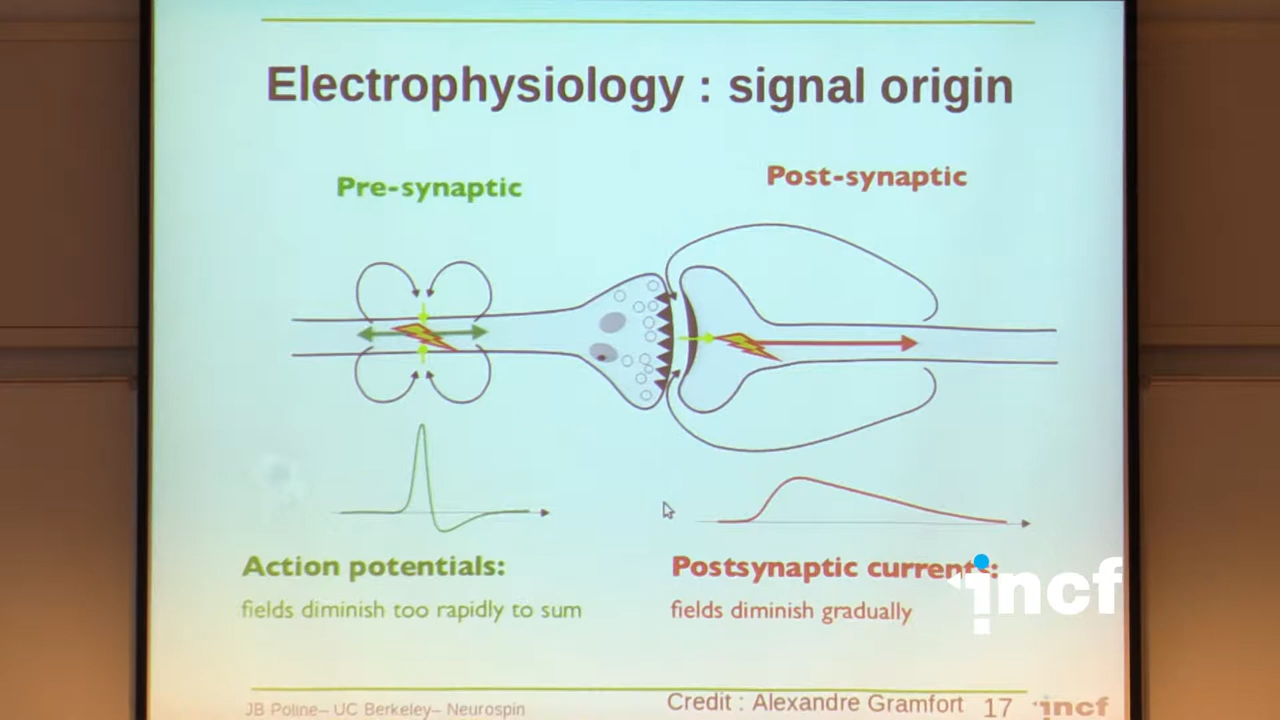 Electrophysiology : signal origin
Pre-synaptic
Post-synaptic
Action potentials:
fields diminish too rapidly to sum
Postsynaptic currents:
fields diminish gradually
incf
JB Poline– UC Berkeley– Neurospin
Credit : Alexandre Gramfort
17
incf